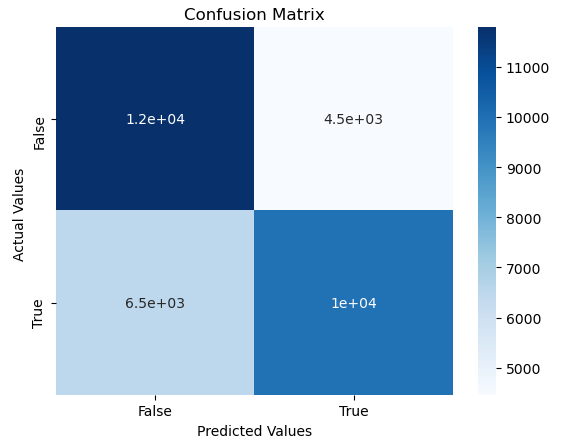 Confusion Matrix
Actual Values
False
True
1.2e+04
4.5e+03
6.5e+03
1e+04
False
True
Predicted Values
11000
10000
9000
8000
7000
6000
5000